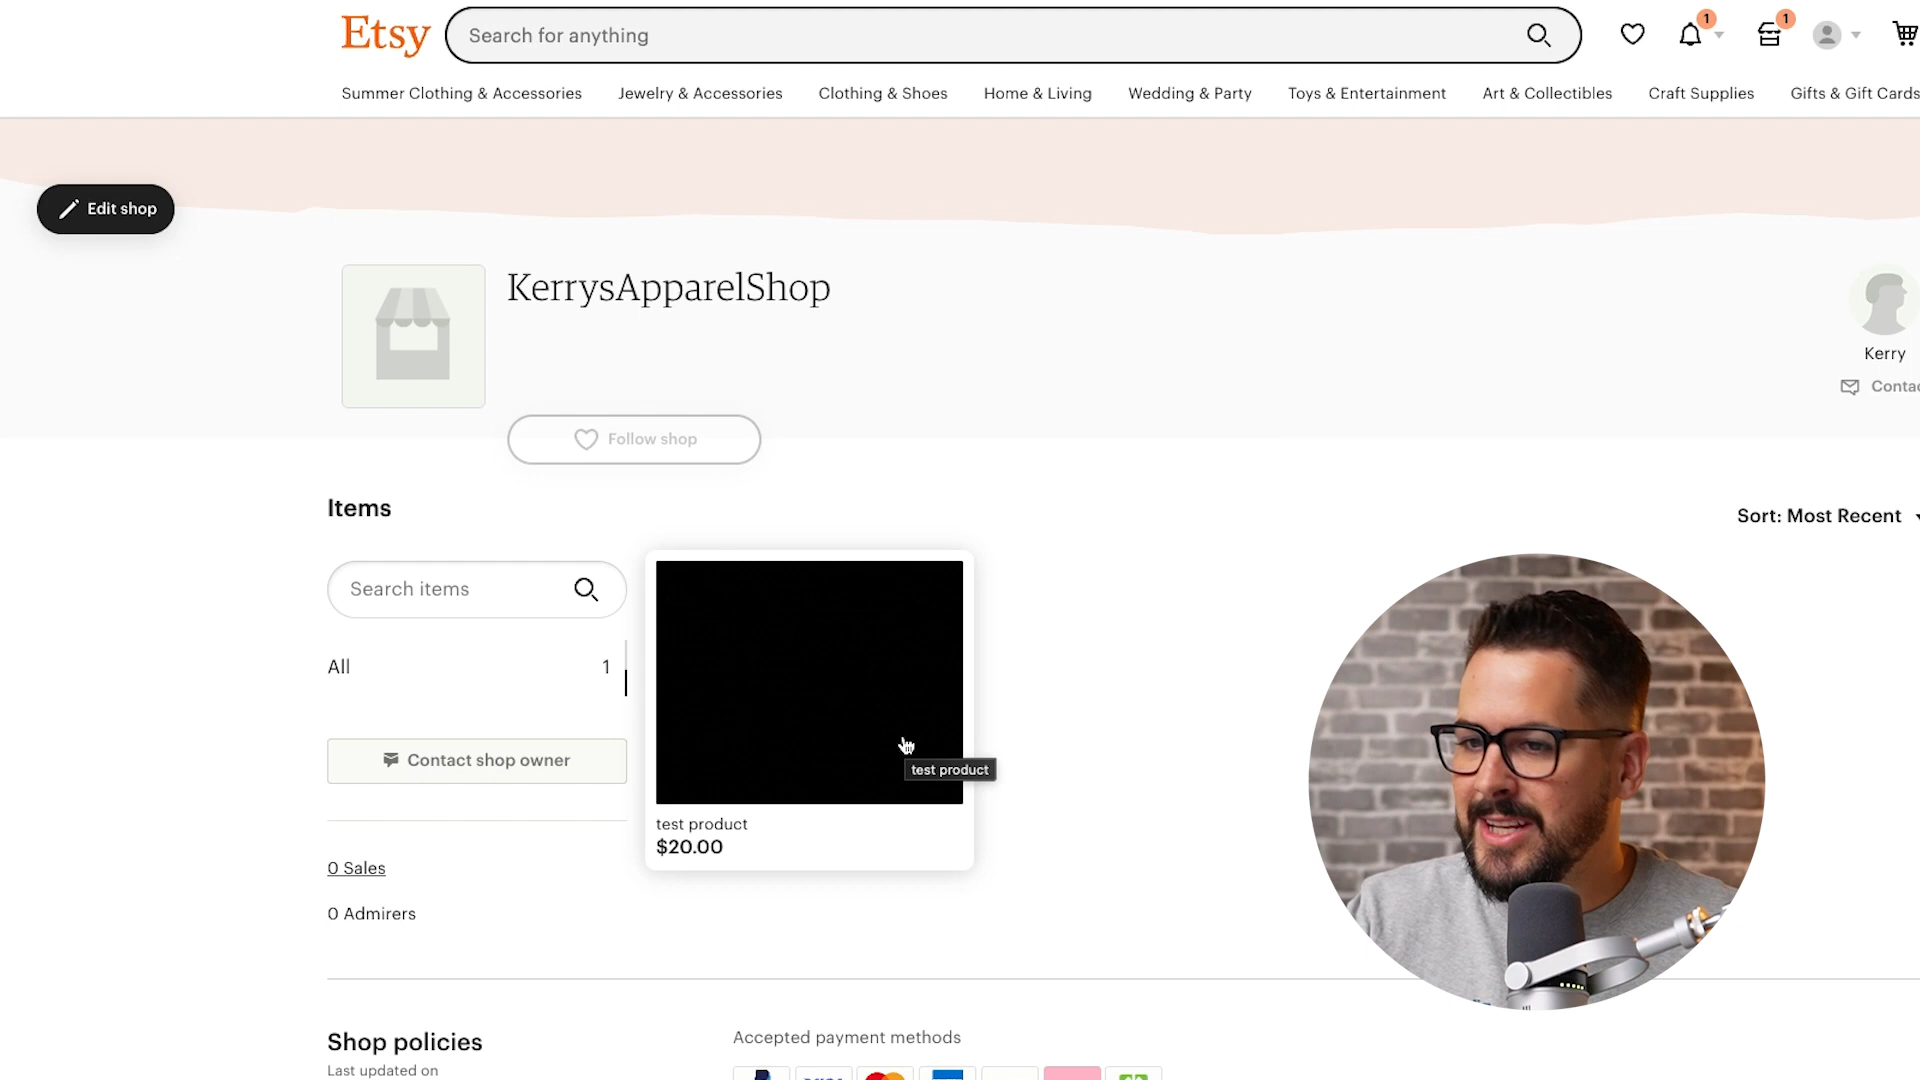 Etsy
Search for anything
1
1
Summer Clothing & Accessories
Jewelry & Accessories
Clothing & Shoes
Home & Living
Wedding & Party
Toys & Entertainment
Art & Collectibles
Craft Supplies
Gifts & Gift Cards
Edit shop
KerrysApparelShop
Kerry
Contac
Follow shop
Items
Sort: Most Recent
Search items
All
1
test product
test product
$20.00
Contact shop owner
0 Sales
0 Admirers
Shop policies
Last updated on
Accepted payment methods